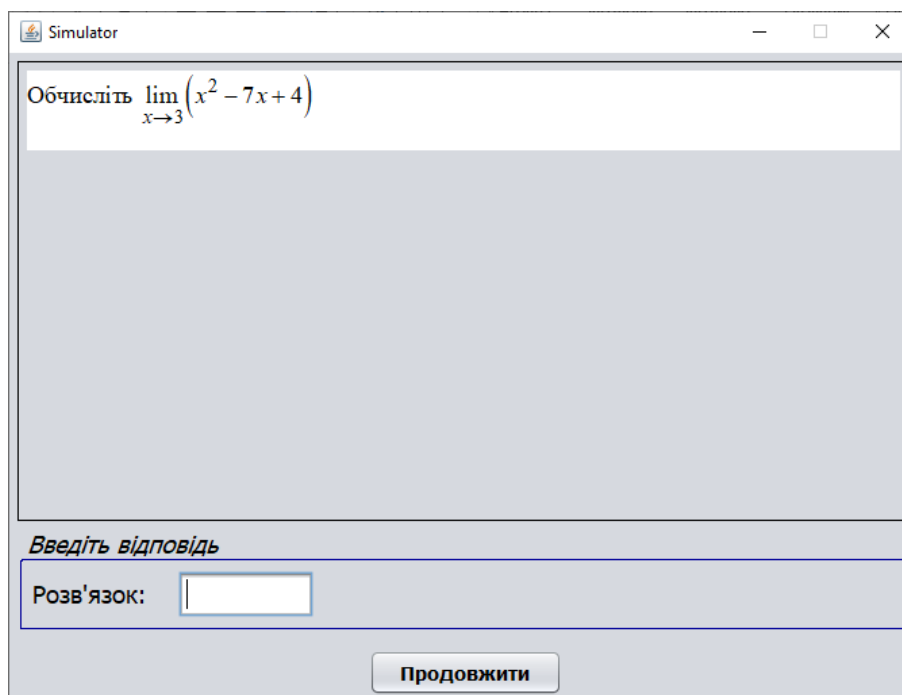 Simulator
Обчисліть lim x→3 (x² − 7x + 4)
Введіть відповідь
Розв'язок:
Продовжити